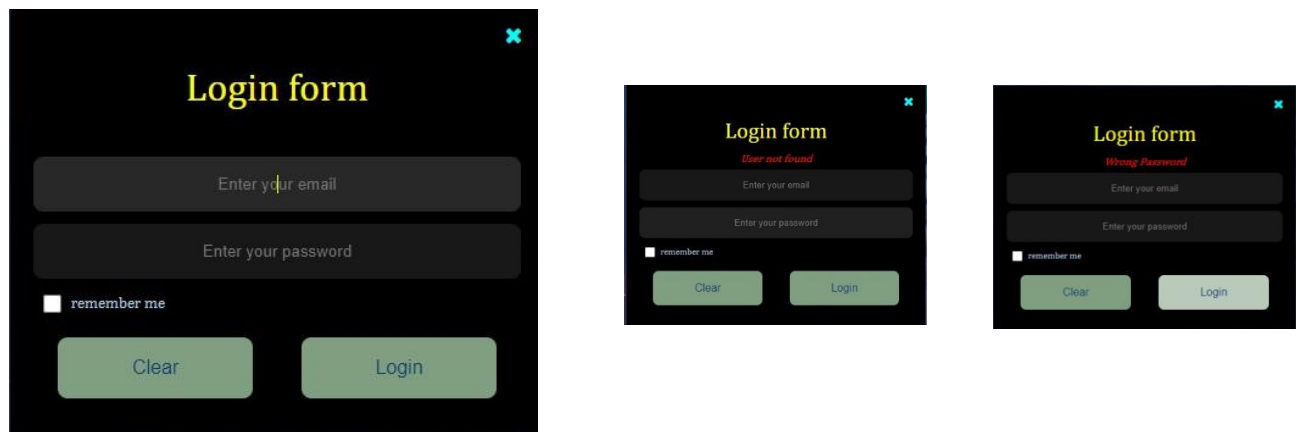 Login form
Enter your email
Enter your password
remember me
Clear Login
Login form
User not found
Enter your email
Enter your password
remember me
Clear Login
Login form
Wrong Password
Enter your email
Enter your password
remember me
Clear Login